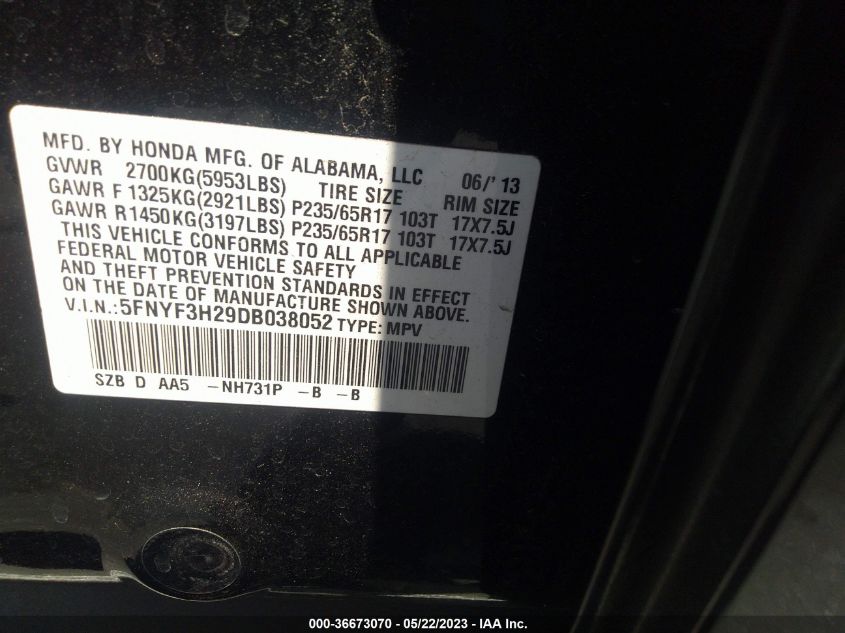 MFD. BY HONDA MFG. OF ALABAMA, LLC 06/'13
GVWR 2700KG(5953LBS) TIRE SIZE RIM SIZE
GAWR F1325KG(2921LBS) P235/65R17 103T 17X7.5J
GAWR R1450KG(3197LBS) P235/65R17 103T 17X7.5J
THIS VEHICLE CONFORMS TO ALL APPLICABLE
FEDERAL MOTOR VEHICLE SAFETY
AND THEFT PREVENTION STANDARDS IN EFFECT
ON THE DATE OF MANUFACTURE SHOWN ABOVE.
V.I.N.:5FNYF3H29DB038052 TYPE: MPV
SZB D AA5 -NH731P -B -B
000-36673070 - 05/22/2023 - IAA Inc.